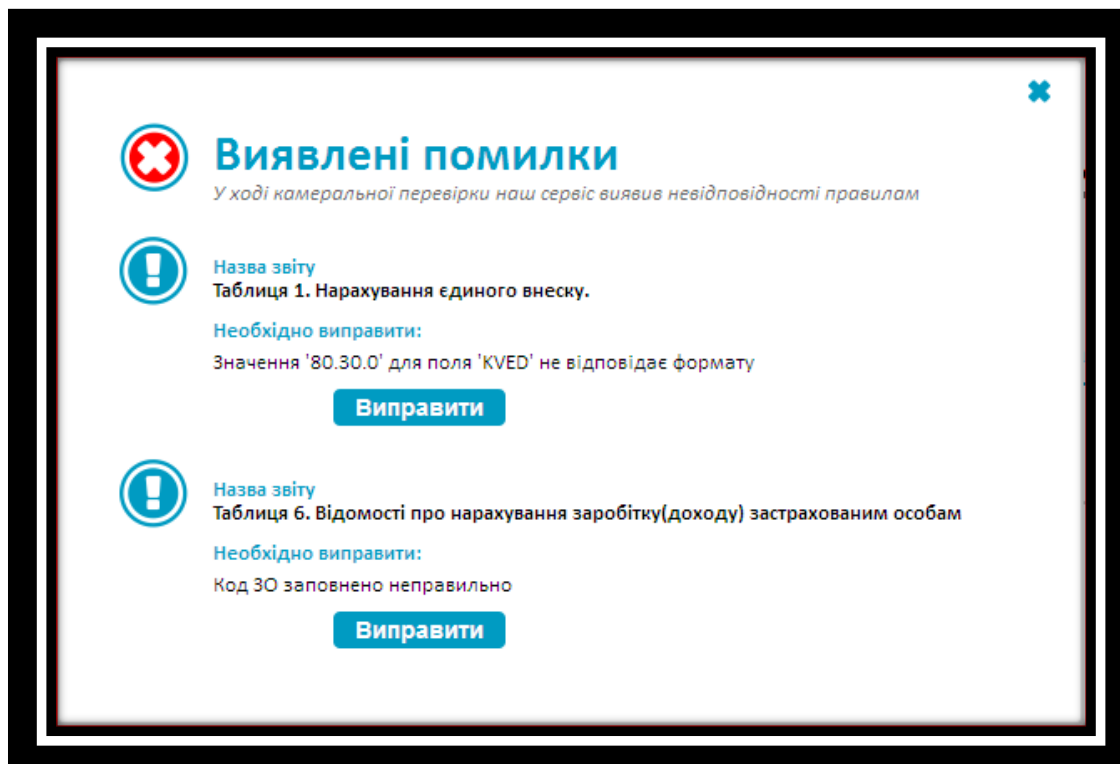 Виявлені помилки
У ході камеральної перевірки наш сервіс виявив невідповідності правилам
Назва звіту
Таблиця 1. Нарахування єдиного внеску.
Необхідно виправити:
Значення '80.30.0' для поля 'KVED' не відповідає формату
Виправити
Назва звіту
Таблиця 6. Відомості про нарахування заробітку(доходу) застрахованим особам
Необхідно виправити:
Код ЗО заповнено неправильно
Виправити